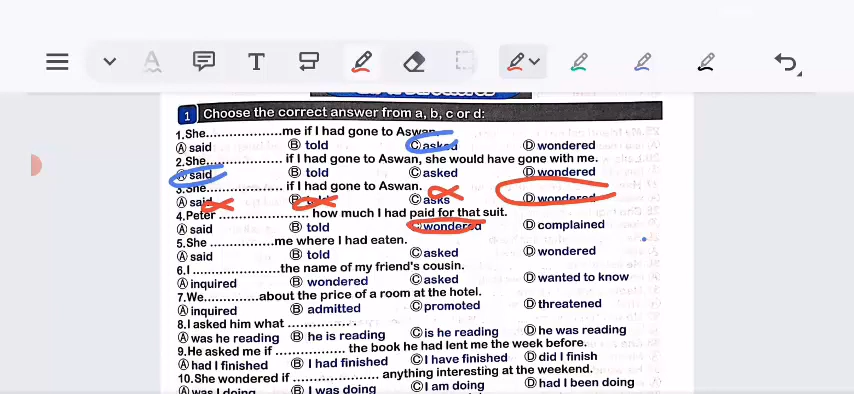 T
1 Choose the correct answer from a, b, c or d:
1.She...................me if I had gone to Aswan.
Ⓐ said Ⓑ told Ⓒ asked Ⓓ wondered
2.She................... if I had gone to Aswan, she would have gone with me.
Ⓐ said Ⓑ told Ⓒ asked Ⓓ wondered
3.She................... if I had gone to Aswan.
Ⓐ said Ⓑ told Ⓒ asks Ⓓ wondered
4.Peter ...................... how much I had paid for that suit.
Ⓐ said Ⓑ told Ⓒ wondered Ⓓ complained
5.She ................me where I had eaten.
Ⓐ said Ⓑ told Ⓒ asked Ⓓ wondered
6.I ......................the name of my friend's cousin.
Ⓐ inquired Ⓑ wondered Ⓒ asked Ⓓ wanted to know
7.We.............about the price of a room at the hotel.
Ⓐ inquired Ⓑ admitted Ⓒ promoted Ⓓ threatened
8.I asked him what .................
Ⓐ was he reading Ⓑ he is reading Ⓒ is he reading Ⓓ he was reading
9.He asked me if ................. the book he had lent me the week before.
Ⓐ had I finished Ⓑ I had finished Ⓒ I have finished Ⓓ did I finish
10.She wondered if ..................... anything interesting at the weekend.
Ⓐ was I doing Ⓑ I was doing Ⓒ I am doing Ⓓ had I been doing